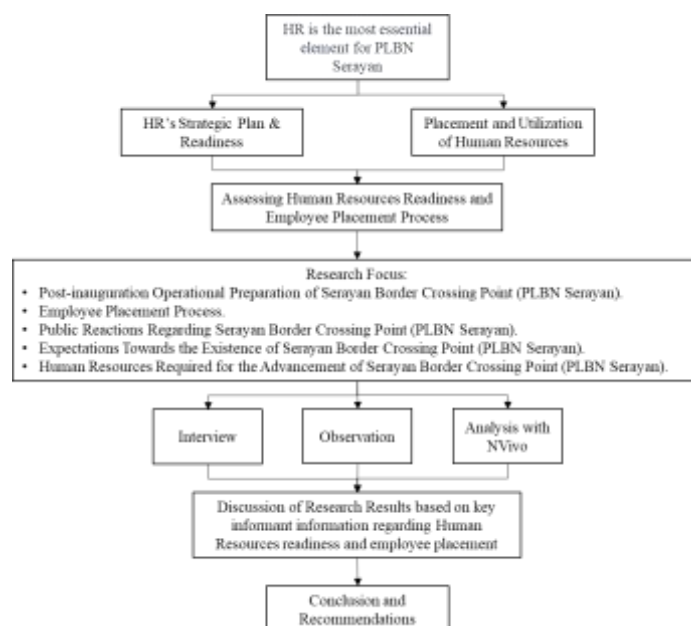 HR is the most essential
element for PLBN
Serayan
HR's Strategic Plan &
Readiness
Placement and Utilization
of Human Resources
Assessing Human Resources Readiness and
Employee Placement Process
Research Focus:
• Post-inauguration Operational Preparation of Serayan Border Crossing Point (PLBN Serayan).
• Employee Placement Process.
• Public Reactions Regarding Serayan Border Crossing Point (PLBN Serayan).
• Expectations Towards the Existence of Serayan Border Crossing Point (PLBN Serayan).
• Human Resources Required for the Advancement of Serayan Border Crossing Point (PLBN Serayan).
Interview
Observation
Analysis with
NVivo
Discussion of Research Results based on key
informant information regarding Human
Resources readiness and employee placement
Conclusion and
Recommendations